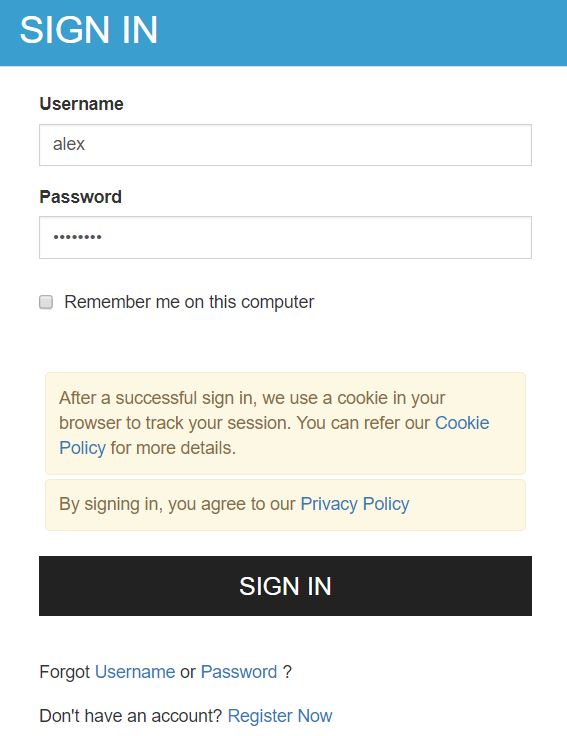 SIGN IN
Username
alex
Password
••••••••
Remember me on this computer
After a successful sign in, we use a cookie in your
browser to track your session. You can refer our Cookie
Policy for more details.
By signing in, you agree to our Privacy Policy
SIGN IN
Forgot Username or Password ?
Don't have an account? Register Now